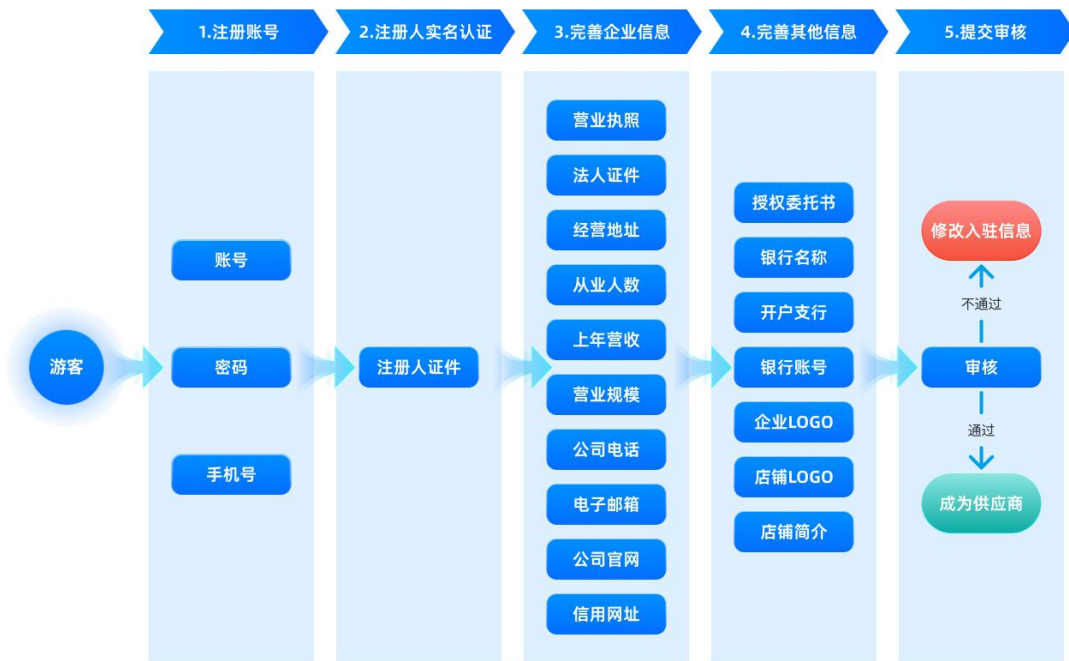 1.注册账号
2.注册人实名认证
3.完善企业信息
4.完善其他信息
5.提交审核
游客
账号
密码
手机号
注册人证件
营业执照
法人证件
经营地址
从业人数
上年营收
营业规模
公司电话
电子邮箱
公司官网
信用网址
授权委托书
银行名称
开户支行
银行账号
企业LOGO
店铺LOGO
店铺简介
修改入驻信息
不通过
审核
通过
成为供应商